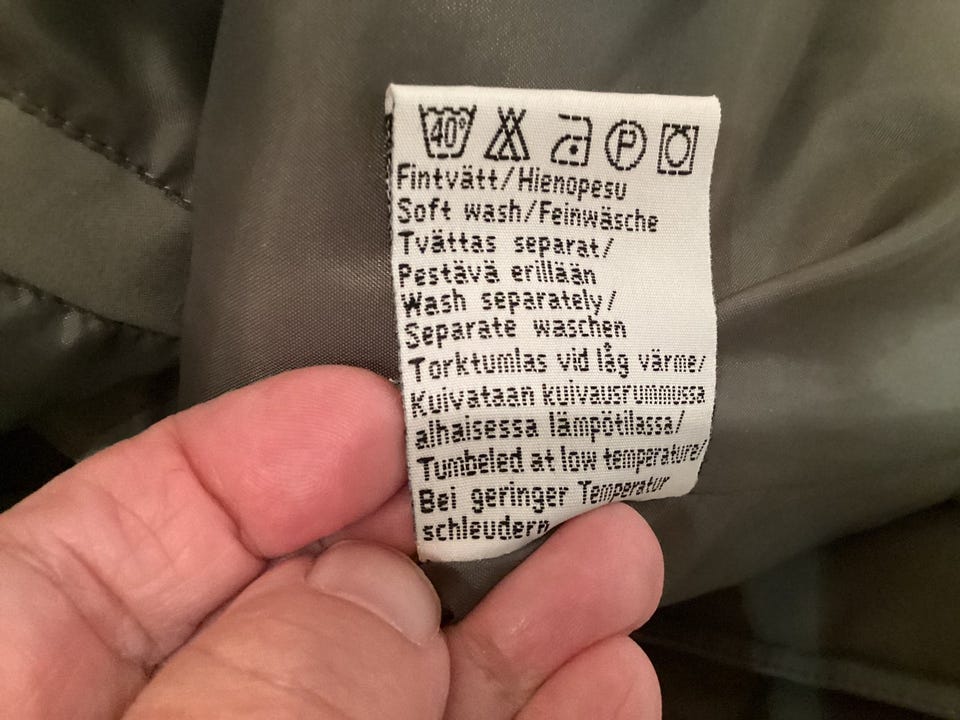 40° P
Fintvätt/Hienopesu
Soft wash/Feinwäsche
Tvättas separat/
Pestävä erillään
Wash separately/
Separate waschen
Torktumlas vid låg värme/
Kuivataan kuivausrummussa
alhaisessa lämpötilassa/
Tumbeled at low temperature/
Bei geringer Temperatur
schleudern